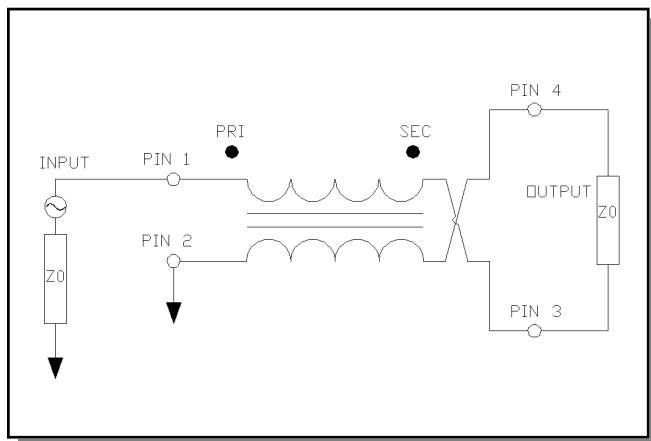 PIN 4
PRI
SEC
INPUT
PIN 1
OUTPUT
Z0
PIN 2
Z0
PIN 3